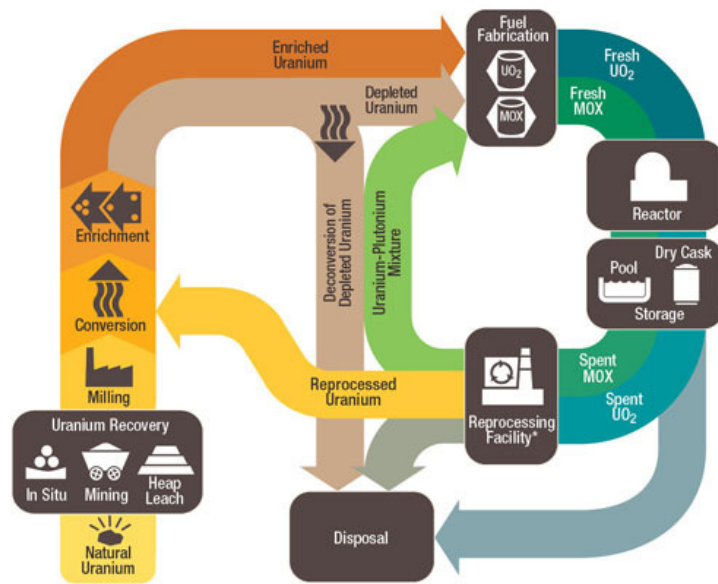 Enriched
Uranium
Depleted
Uranium
Fuel
Fabrication
UO₂
MOX
Fresh
UO₂
Fresh
MOX
Reactor
Dry Cask
Pool
Storage
Spent
MOX
Spent
UO₂
Reprocessing
Facility*
Uranium-Plutonium
Mixture
Deconversion of
Depleted Uranium
Reprocessed
Uranium
Enrichment
Conversion
Milling
Uranium Recovery
In Situ
Mining
Heap
Leach
Natural
Uranium
Disposal